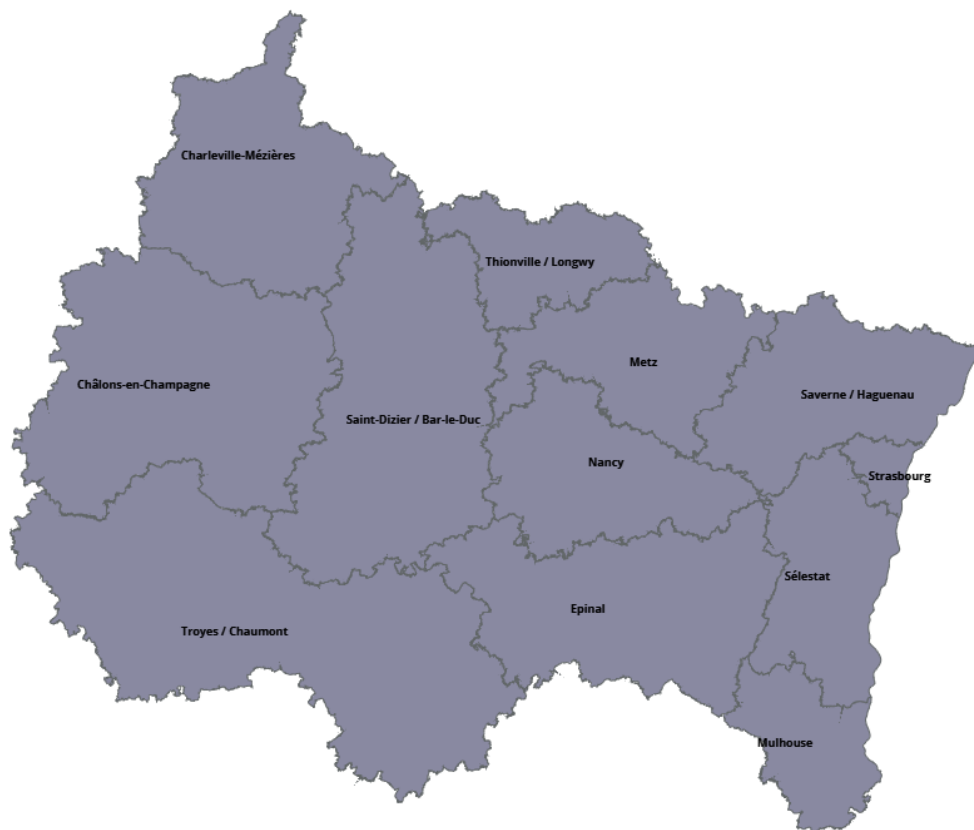 Charleville-Mézières
Thionville / Longwy
Metz
Châlons-en-Champagne
Saverne / Haguenau
Saint-Dizier / Bar-le-Duc
Nancy
Strasbourg
Sélestat
Epinal
Troyes / Chaumont
Mulhouse